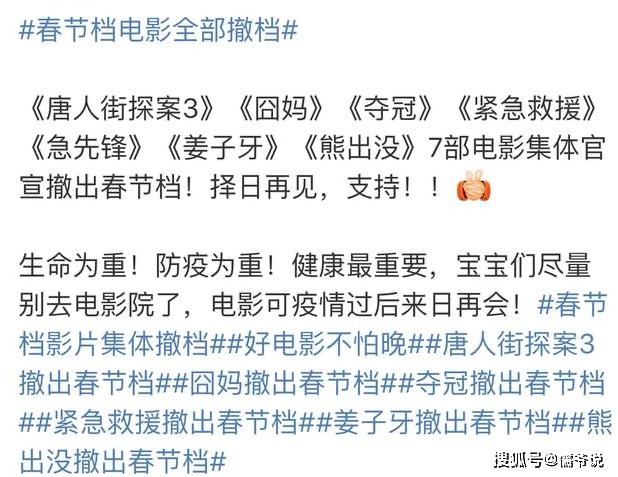 #春节档电影全部撤档#
《唐人街探案3》《囧妈》《夺冠》《紧急救援》
《急先锋》《姜子牙》《熊出没》7部电影集体官
宣撤出春节档！择日再见，支持！！
生命为重！防疫为重！健康最重要，宝宝们尽量
别去电影院了，电影可疫情过后来日再会！#春节
档影片集体撤档##好电影不怕晚##唐人街探案3
撤出春节档##囧妈撤出春节档##夺冠撤出春节档
##紧急救援撤出春节档##姜子牙撤出春节档##熊
出没撤出春节档#
搜狐号@儒爷说